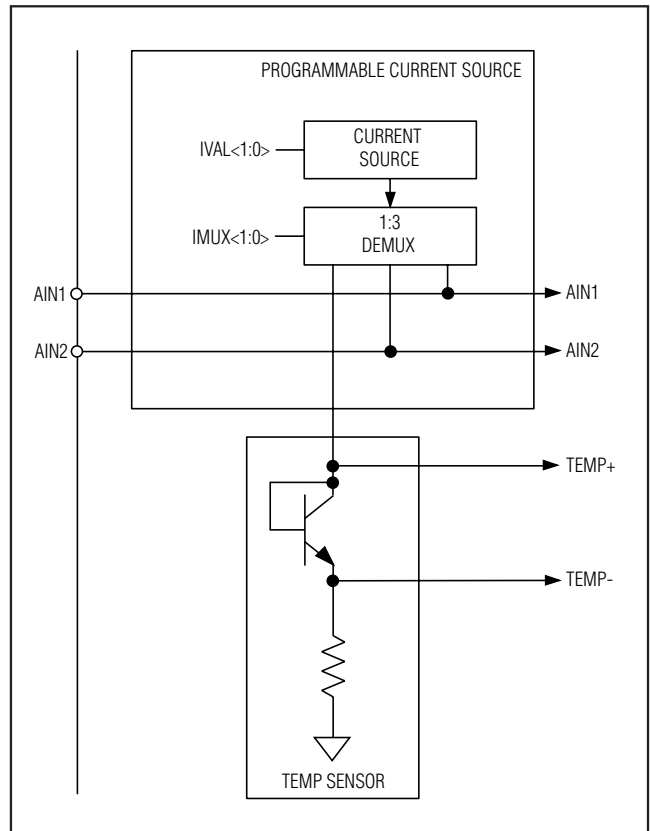 PROGRAMMABLE CURRENT SOURCE
CURRENT
SOURCE
IVAL<1:0>
1:3
DEMUX
IMUX<1:0>
AIN1
AIN1
AIN2
AIN2
TEMP+
TEMP-
TEMP SENSOR